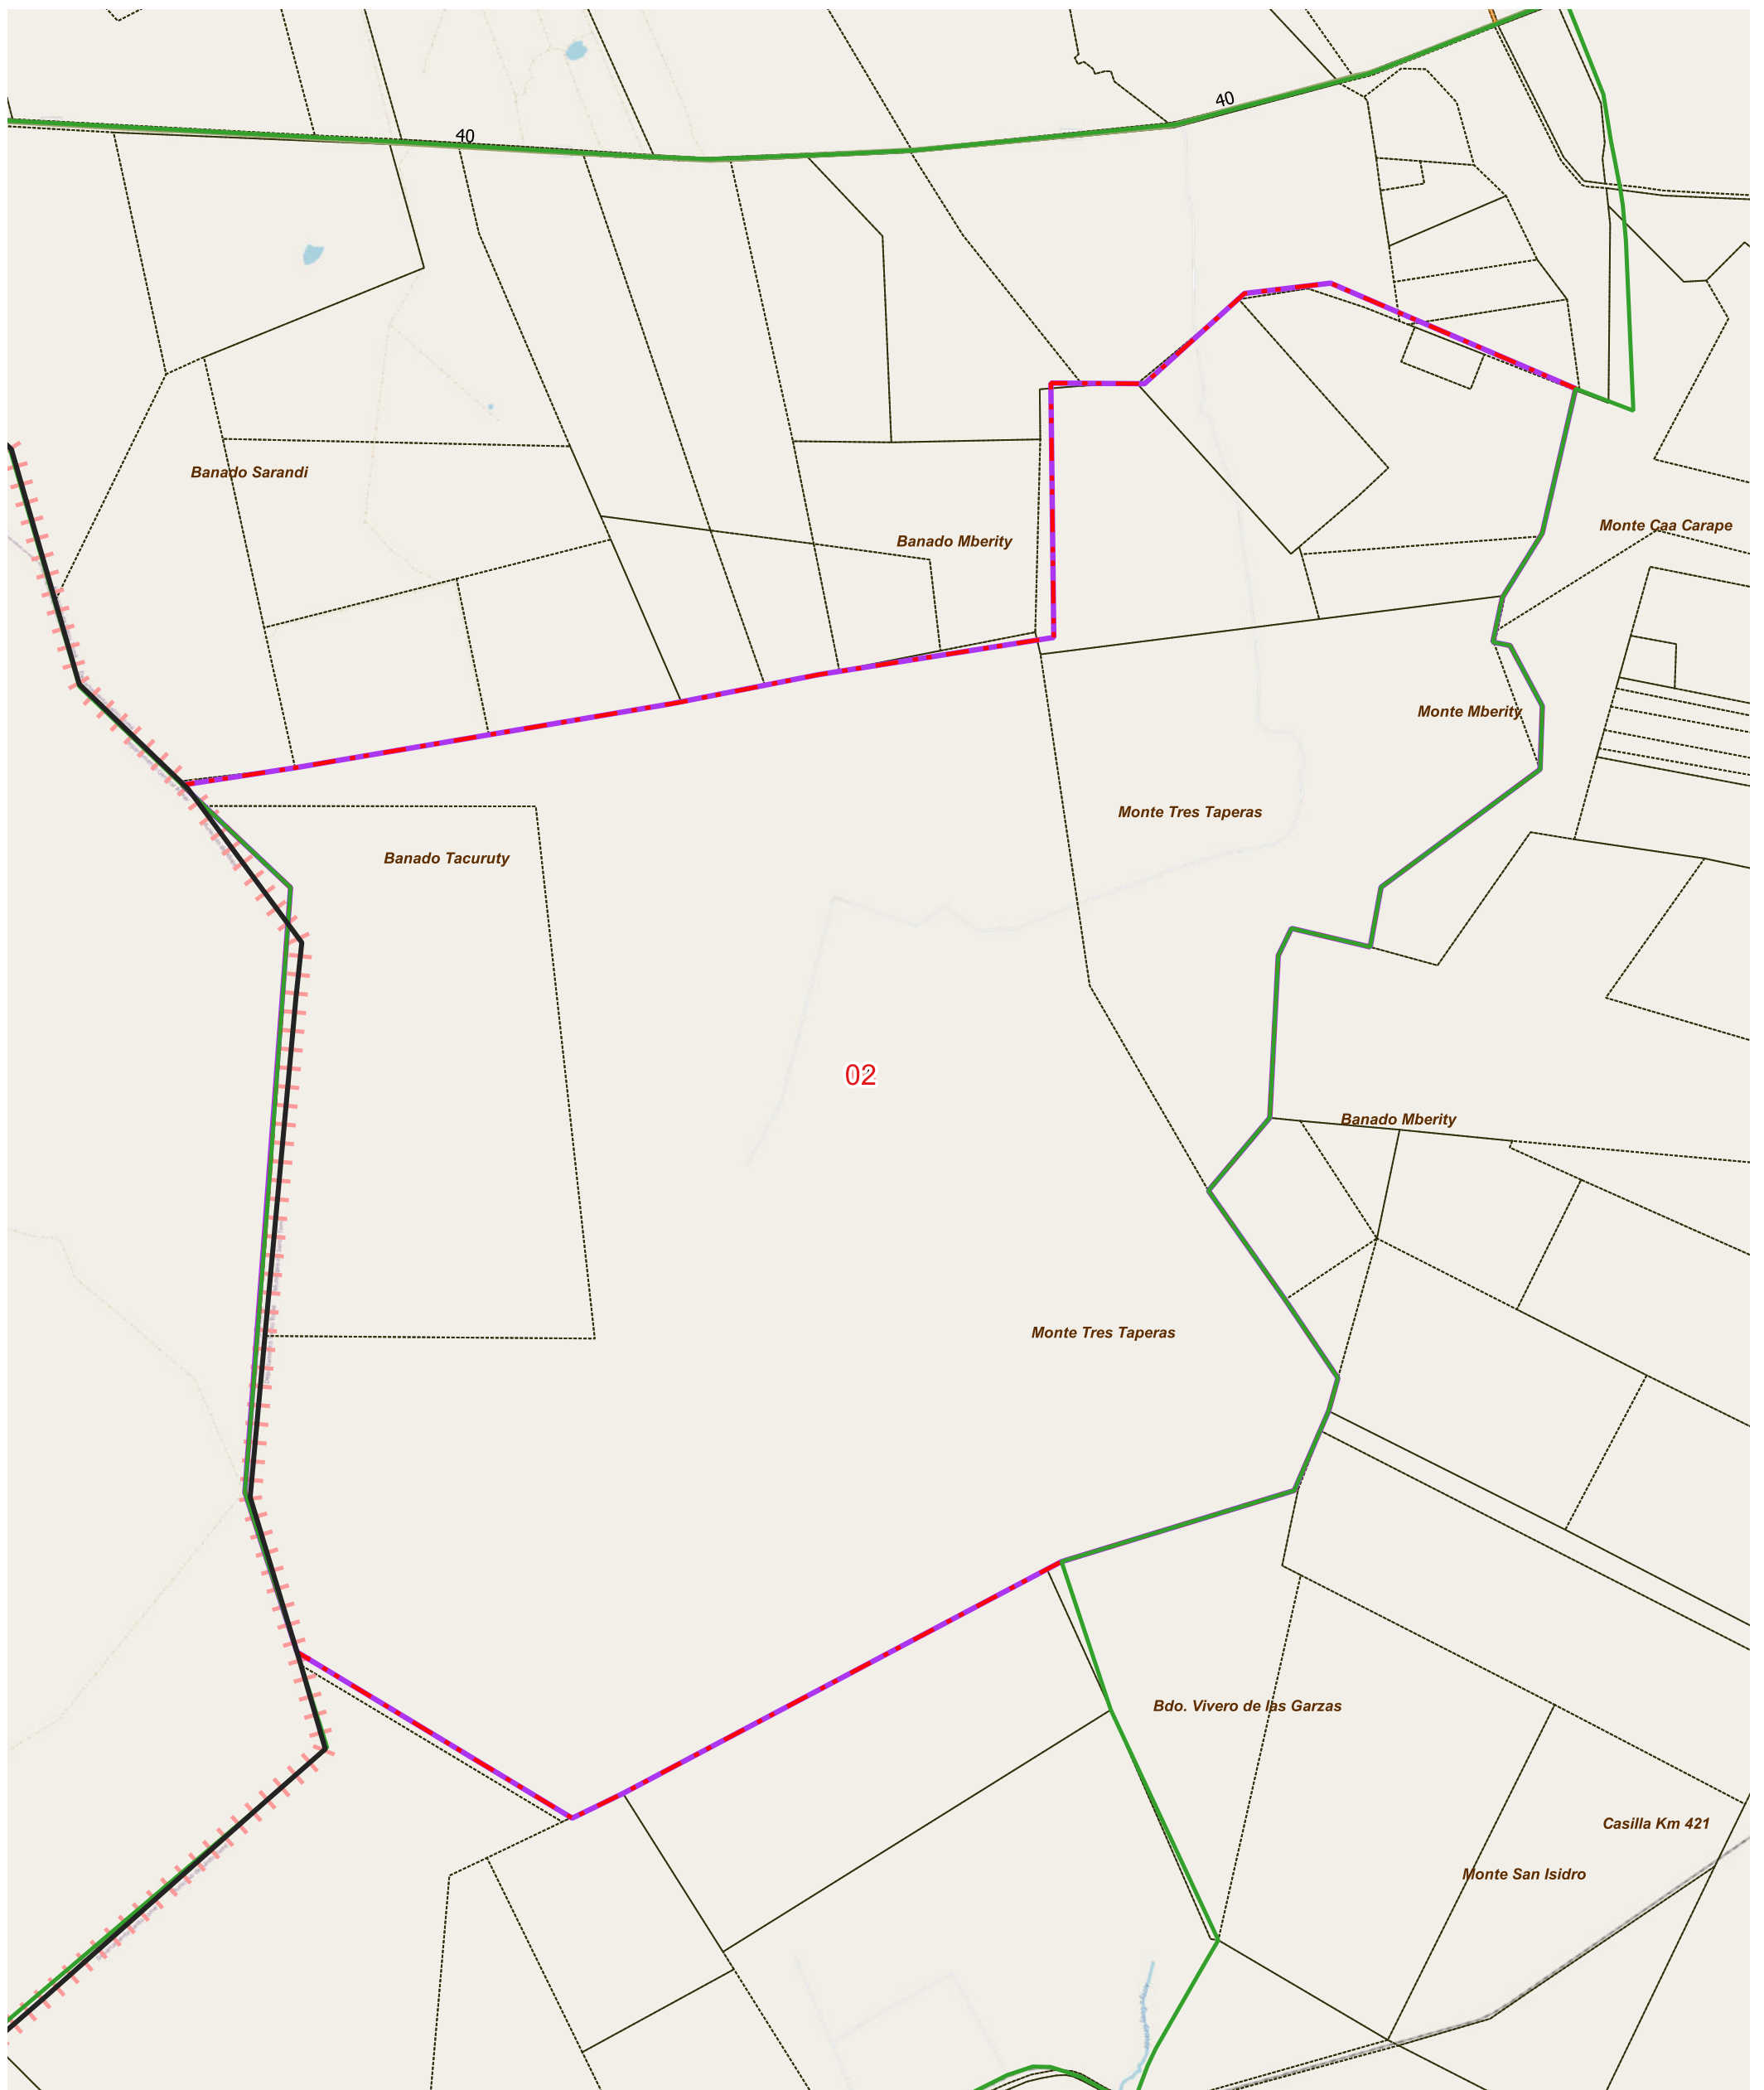 40
40
Banado Sarandi
Monte Caa Carape
Banado Mberity
Monte Mberity
Monte Tres Taperas
Banado Tacuruty
02
Banado Mberity
Monte Tres Taperas
Bdo. Vivero de las Garzas
Casilla Km 421
Monte San Isidro